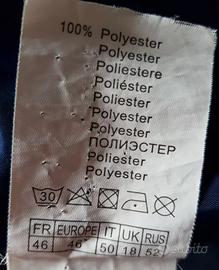 100% Polyester
Polyester
Poliestere
Poliéster
Poliester
Polyester
Polyester
ПОЛИЭСТЕР
Poliester
Polyester
30
FR EUROPE IT UK RUS
46 46 50 18 52
subito